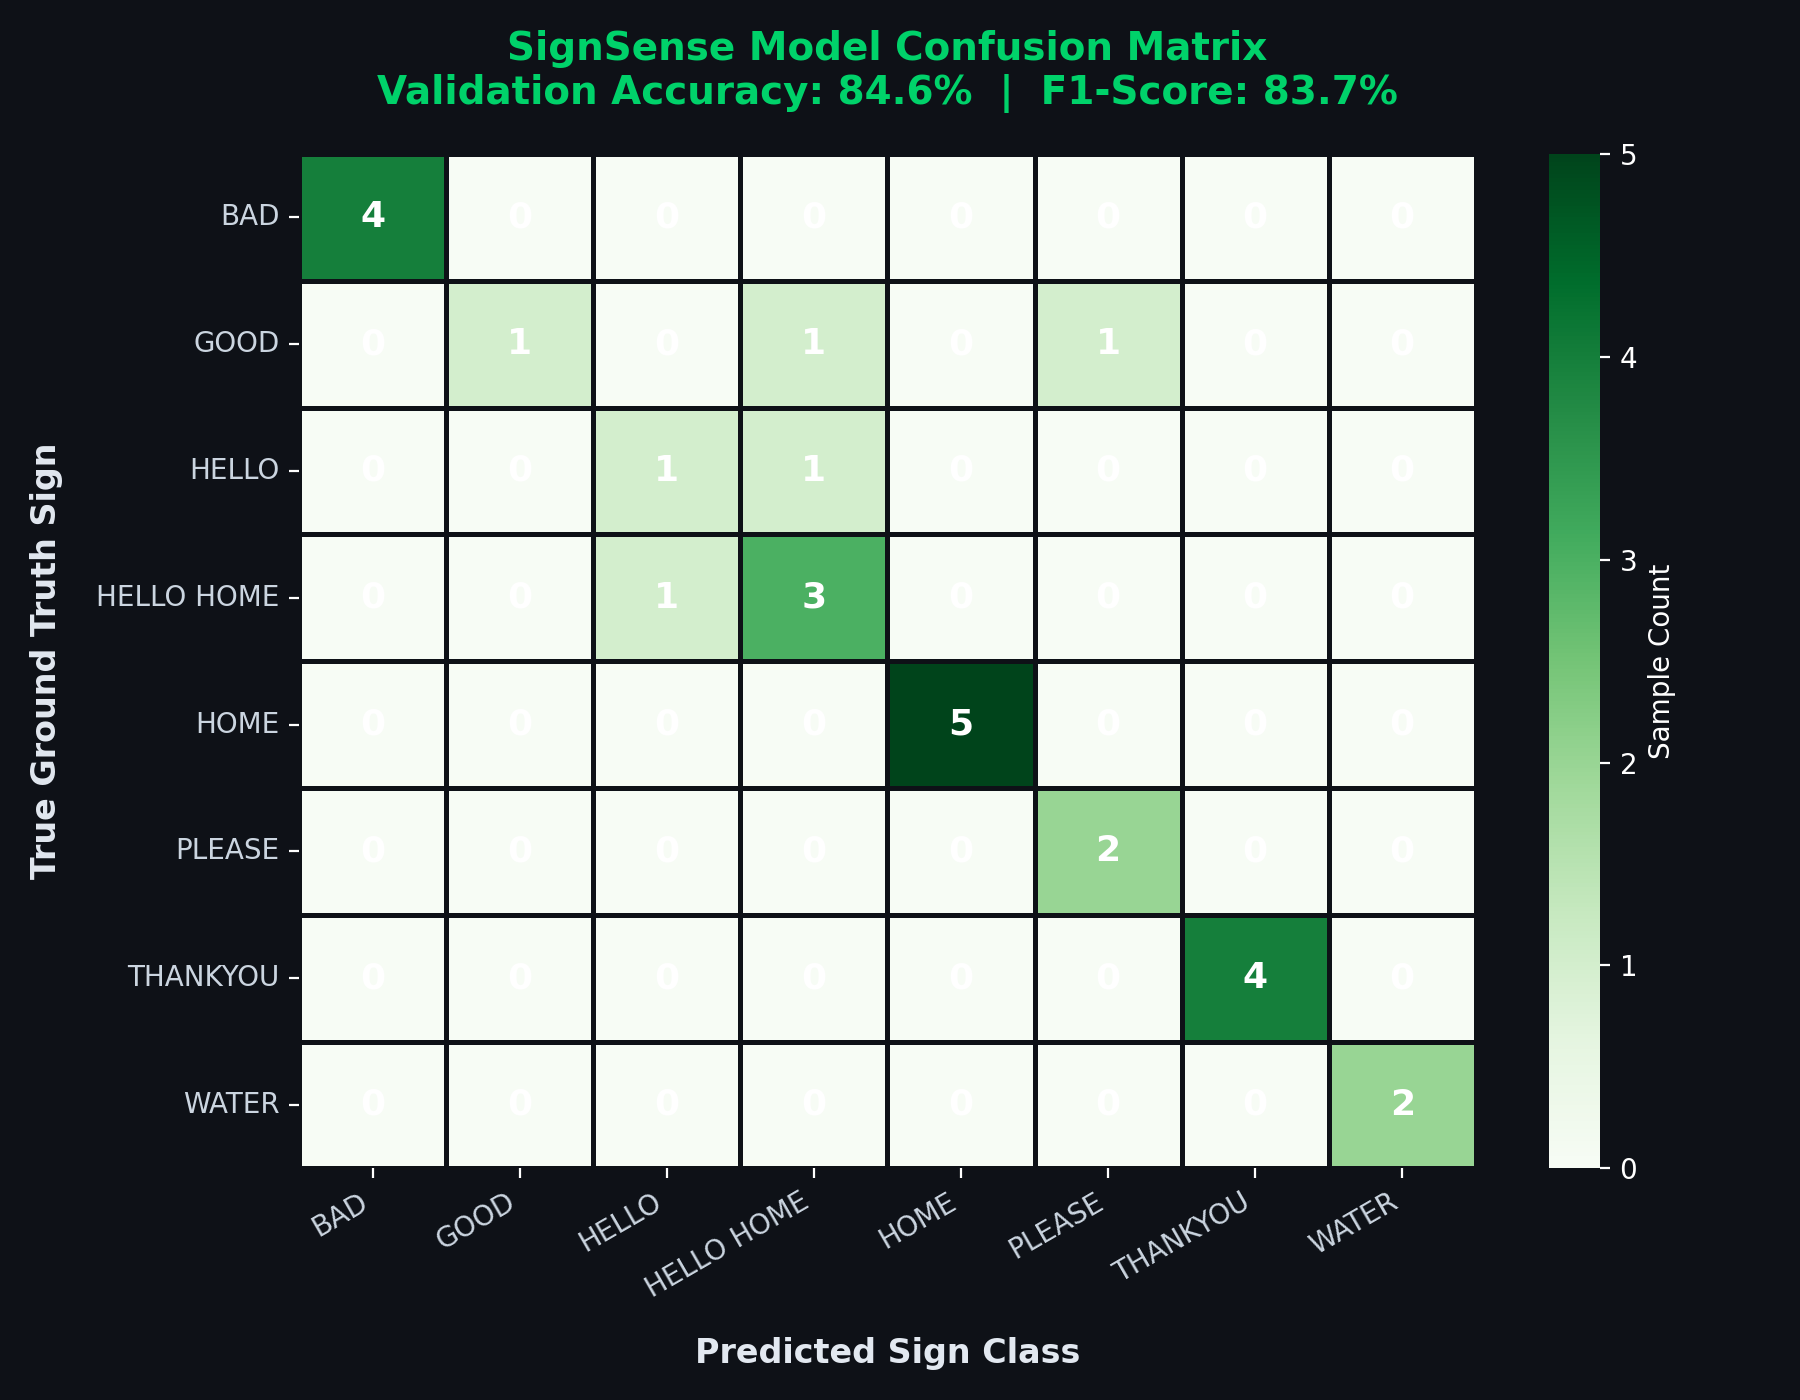 SignSense Model Confusion Matrix
Validation Accuracy: 84.6% | F1-Score: 83.7%
True Ground Truth Sign
BAD 4 0 0 0 0 0 0 0
GOOD 0 1 0 1 0 1 0 0
HELLO 0 0 1 1 0 0 0 0
HELLO HOME 0 0 1 3 0 0 0 0
HOME 0 0 0 0 5 0 0 0
PLEASE 0 0 0 0 0 2 0 0
THANKYOU 0 0 0 0 0 0 4 0
WATER 0 0 0 0 0 0 0 2
BAD GOOD HELLO HELLO HOME HOME PLEASE THANKYOU WATER
Predicted Sign Class
5
4
3
2
1
0
Sample Count